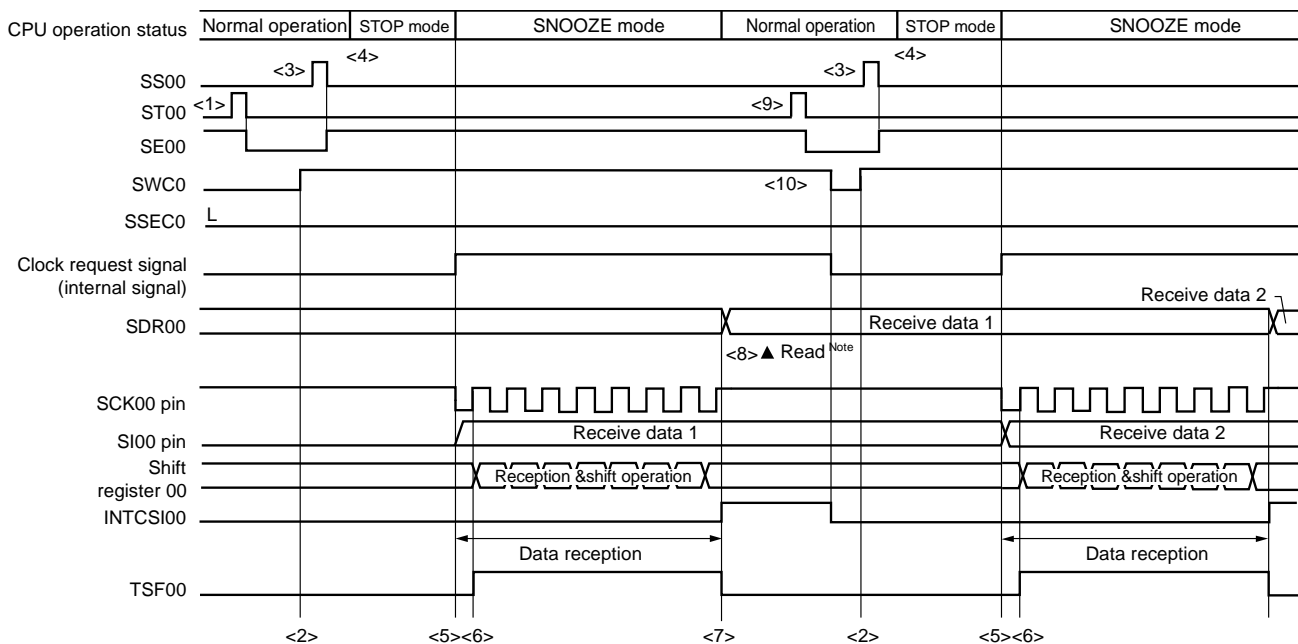 CPU operation status Normal operation STOP mode SNOOZE mode Normal operation STOP mode SNOOZE mode
<3> <4> <3> <4>
SS00
<1> <9>
ST00
SE00
SWC0 <10>
SSEC0 L
Clock request signal
(internal signal)
Receive data 2
SDR00 Receive data 1
<8> ▲ Read Note
SCK00 pin
SI00 pin Receive data 1 Receive data 2
Shift
register 00 Reception &shift operation Reception &shift operation
INTCSI00
Data reception Data reception
TSF00
<2> <5><6> <7> <2> <5><6>